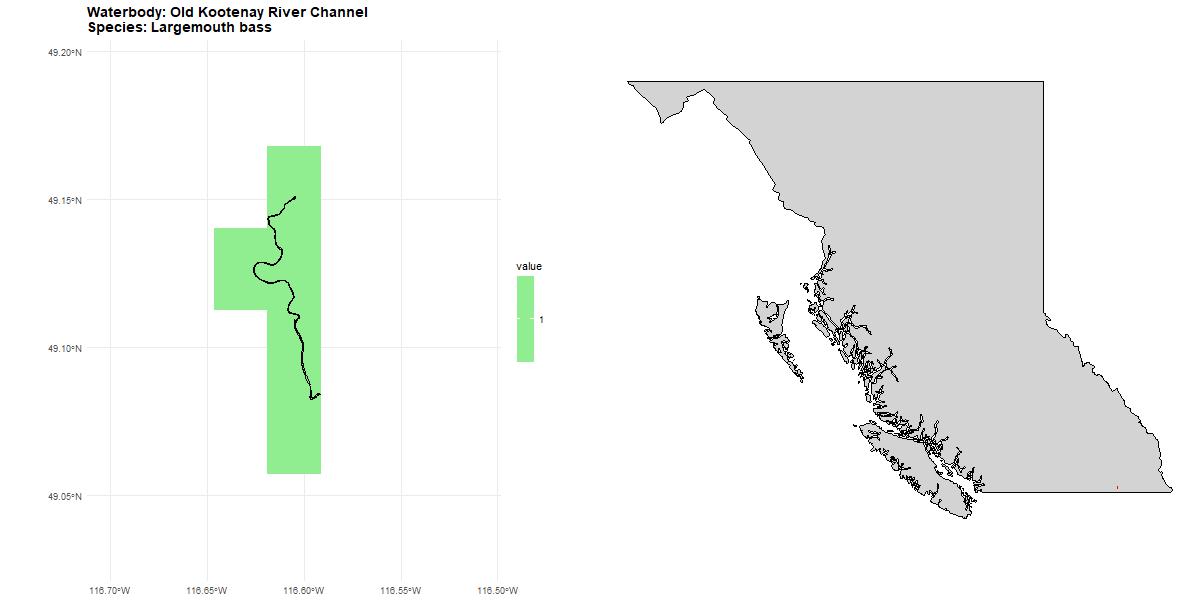 Waterbody: Old Kootenay River Channel
Species: Largemouth bass
49.20°N
49.15°N
49.10°N
49.05°N
116.70°W
116.65°W
116.60°W
116.55°W
116.50°W
value
1